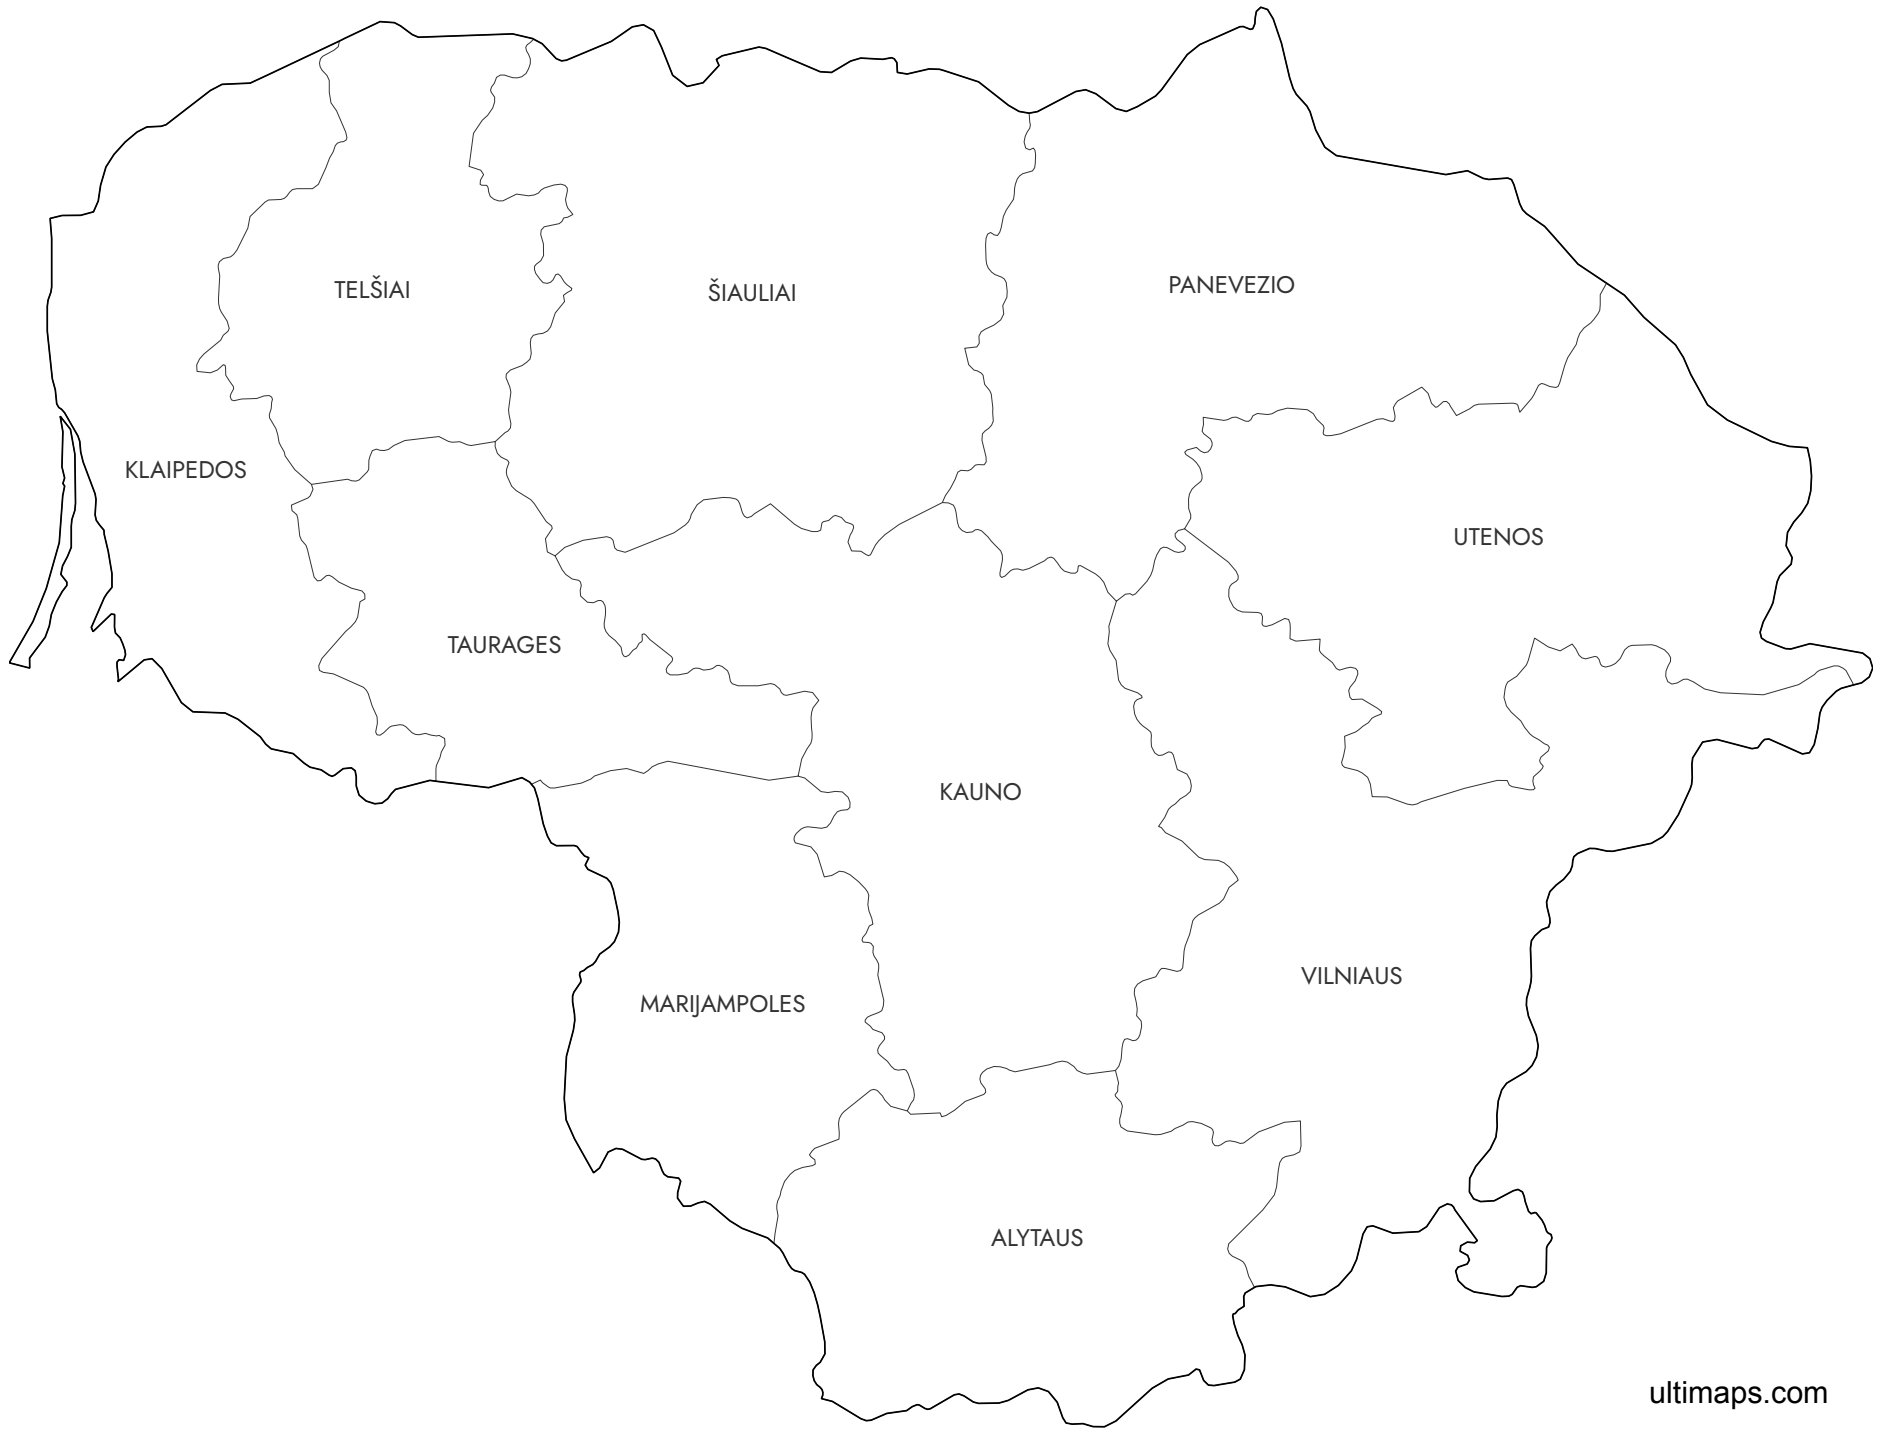 TELŠIAI
ŠIAULIAI
PANEVEZIO
KLAIPEDOS
UTENOS
TAURAGES
KAUNO
VILNIAUS
MARIJAMPOLES
ALYTAUS
ultimaps.com